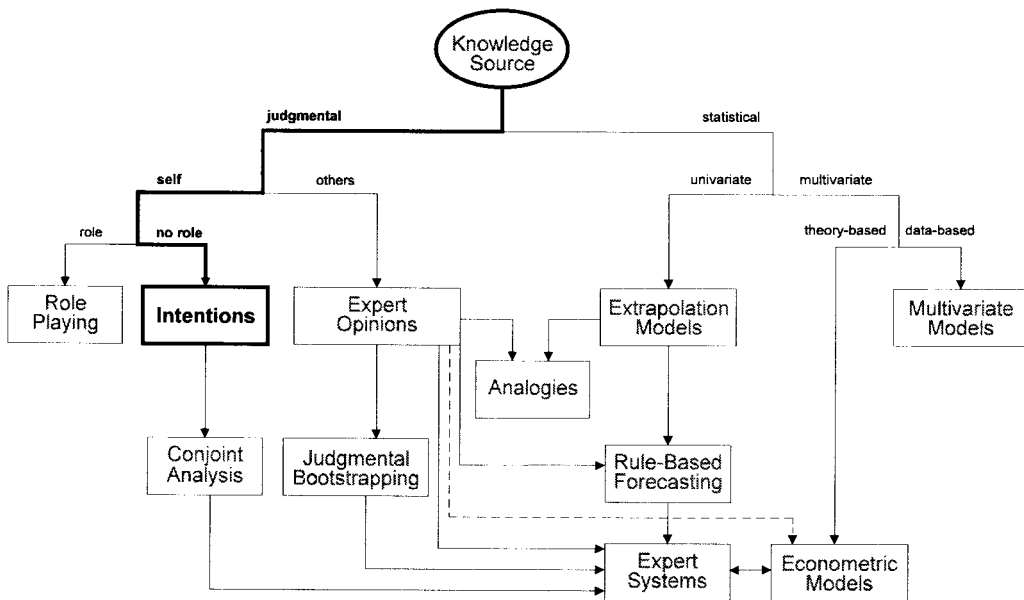 Knowledge
Source
judgmental
statistical
self
others
univariate
multivariate
role
no role
theory-based
data-based
Role
Playing
Intentions
Expert
Opinions
Extrapolation
Models
Multivariate
Models
Analogies
Conjoint
Analysis
Judgmental
Bootstrapping
Rule-Based
Forecasting
Expert
Systems
Econometric
Models